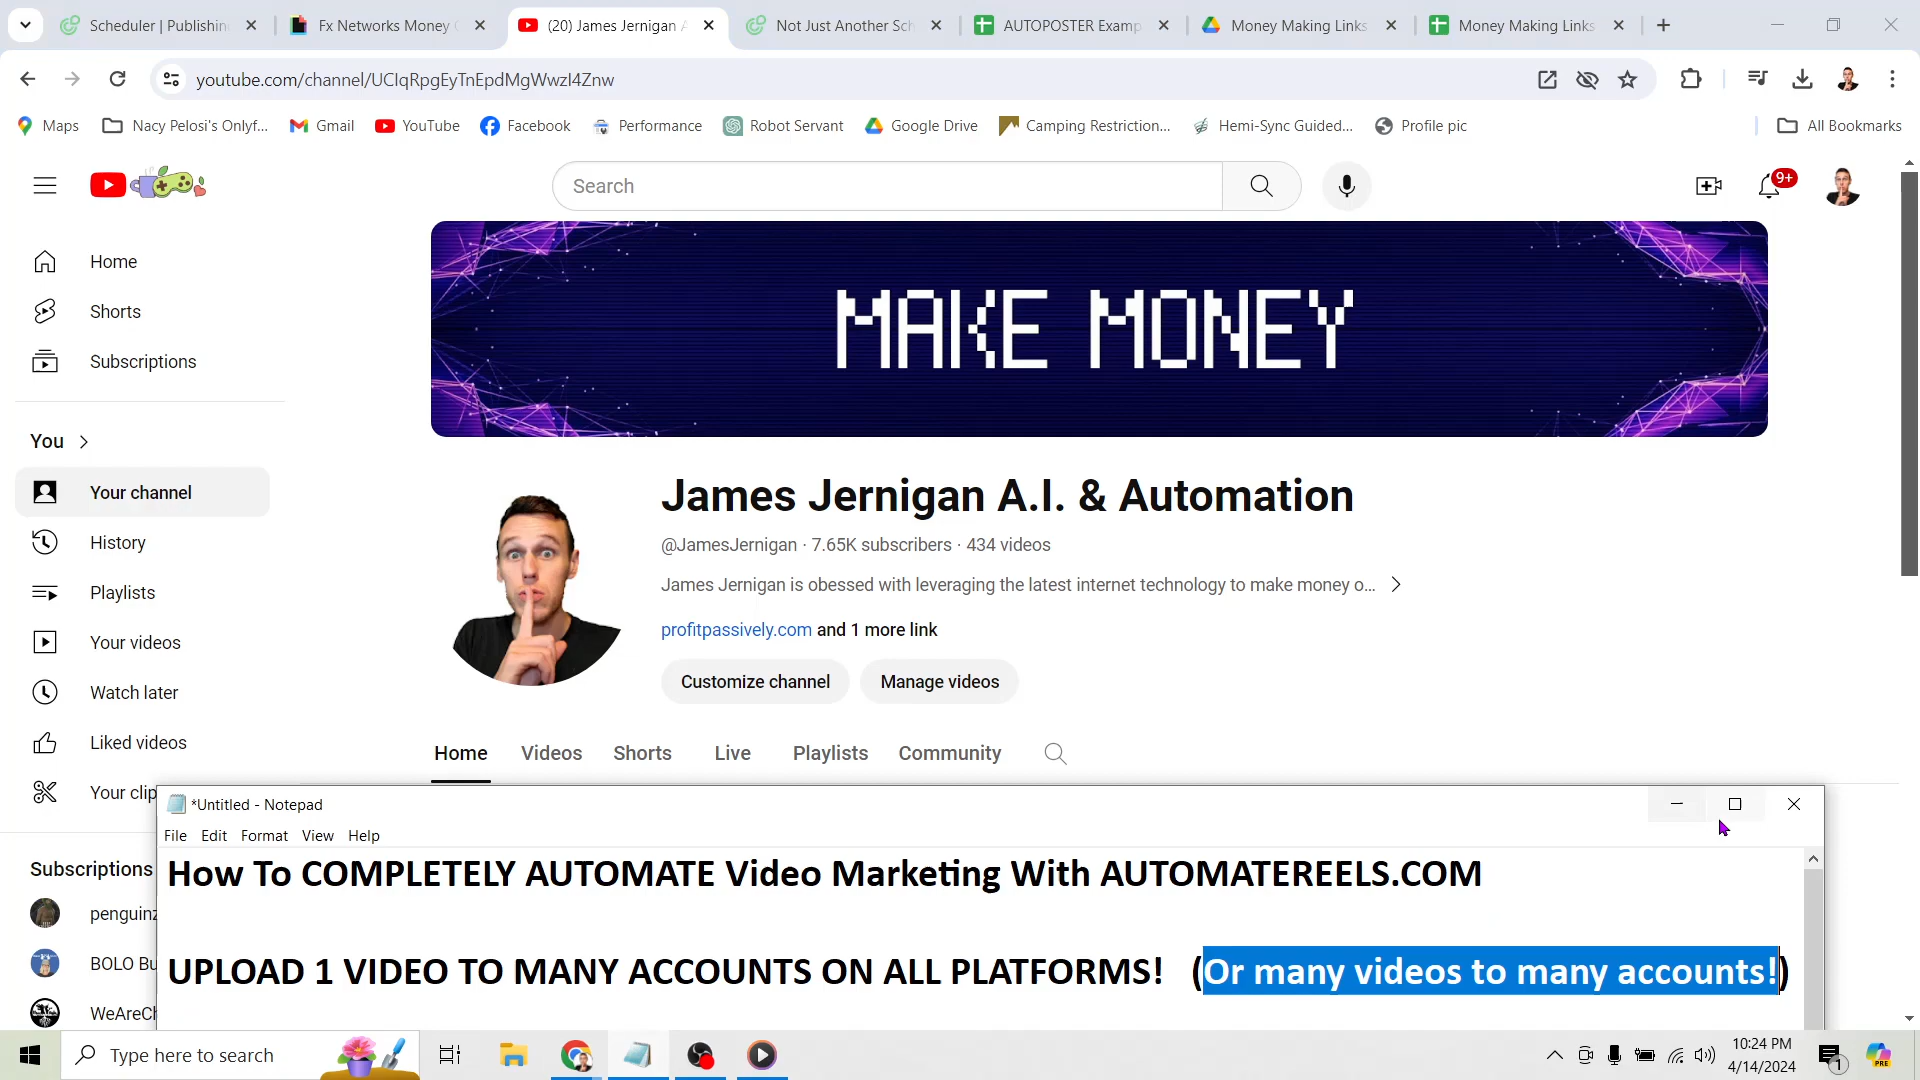 Scheduler | Publishin
Fx Networks Money
(20) James Jernigan A
Not Just Another Sch
AUTOPOSTER Examp
Money Making Links
Money Making Links
youtube.com/channel/UCIqRpgEyTnEpdMgWwzI4Znw
Maps
Nacy Pelosi's Onlyf...
Gmail
YouTube
Facebook
Performance
Robot Servant
Google Drive
Camping Restriction...
Hemi-Sync Guided...
Profile pic
All Bookmarks
Search
9+
Home
Shorts
Subscriptions
You
Your channel
History
Playlists
Your videos
Watch later
Liked videos
Your clip
Subscriptions
penguinz
BOLO Bu
WeAreCh
MAKE MONEY
James Jernigan A.I. & Automation
@JamesJernigan · 7.65K subscribers · 434 videos
James Jernigan is obessed with leveraging the latest internet technology to make money o...
profitpassively.com and 1 more link
Customize channel
Manage videos
Home
Videos
Shorts
Live
Playlists
Community
*Untitled - Notepad
File Edit Format View Help
How To COMPLETELY AUTOMATE Video Marketing With AUTOMATEREELS.COM
UPLOAD 1 VIDEO TO MANY ACCOUNTS ON ALL PLATFORMS! (Or many videos to many accounts!)
Type here to search
10:24 PM
4/14/2024
1
PRE